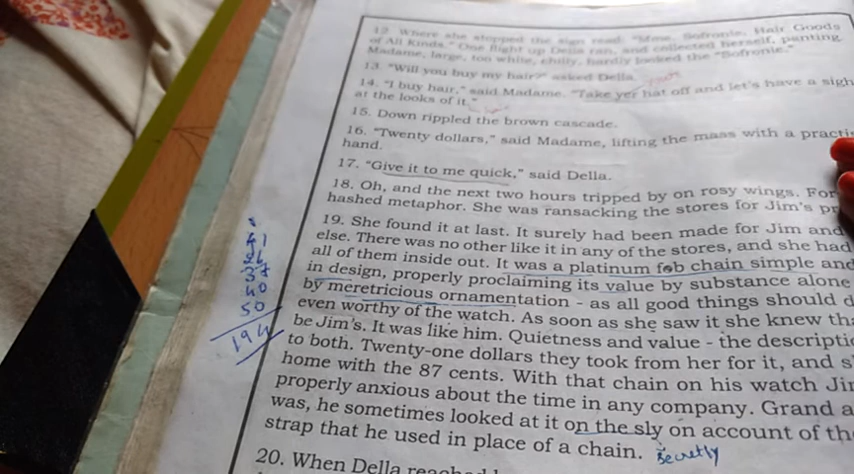 12. Where she stopped the sign read: "Mme. Sofronie. Hair Goods
of All Kinds." One flight up Della ran, and collected herself, panting.
Madame, large, too white, chilly, hardly looked the "Sofronie."
13. "Will you buy my hair?" asked Della.
14. "I buy hair," said Madame. "Take yer hat off and let's have a sigh
at the looks of it."
15. Down rippled the brown cascade.
16. "Twenty dollars," said Madame, lifting the mass with a practis
hand.
17. "Give it to me quick," said Della.
18. Oh, and the next two hours tripped by on rosy wings. For
hashed metaphor. She was ransacking the stores for Jim's pr
19. She found it at last. It surely had been made for Jim and
else. There was no other like it in any of the stores, and she had
all of them inside out. It was a platinum fob chain simple and
in design, properly proclaiming its value by substance alone
by meretricious ornamentation - as all good things should d
even worthy of the watch. As soon as she saw it she knew tha
be Jim's. It was like him. Quietness and value - the descriptio
to both. Twenty-one dollars they took from her for it, and s
home with the 87 cents. With that chain on his watch Jim
properly anxious about the time in any company. Grand a
was, he sometimes looked at it on the sly on account of the
strap that he used in place of a chain. secretly
20. When Della reached
37
40
50
194